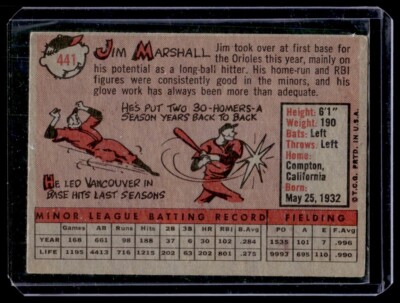 441
JIM MARSHALL
Jim took over at first base for
the Orioles this year, mainly on
his potential as a long-ball hitter. His home-run and RBI
figures were consistently good in the minors, and his
glove work has always been more than adequate.
HE'S PUT TWO 30-HOMERS-A
SEASON YEARS BACK TO BACK
HE LED VANCOUVER IN
BASE HITS LAST SEASONS
Height: 6'1"
Weight: 190
Bats: Left
Throws: Left
Home:
Compton,
California
Born:
May 25, 1932
© T.C.G. PRTD. IN U.S.A.
MINOR LEAGUE BATTING RECORD FIELDING
Games AB Runs Hits 2B 3B HR RBI B.Avg. PO A E F.Avg.
YEAR 168 661 98 188 37 6 30 102 .284 1535 101 7 .996
LIFE 1195 4413 716 1215 202 875 .275 9997 695 110 .990